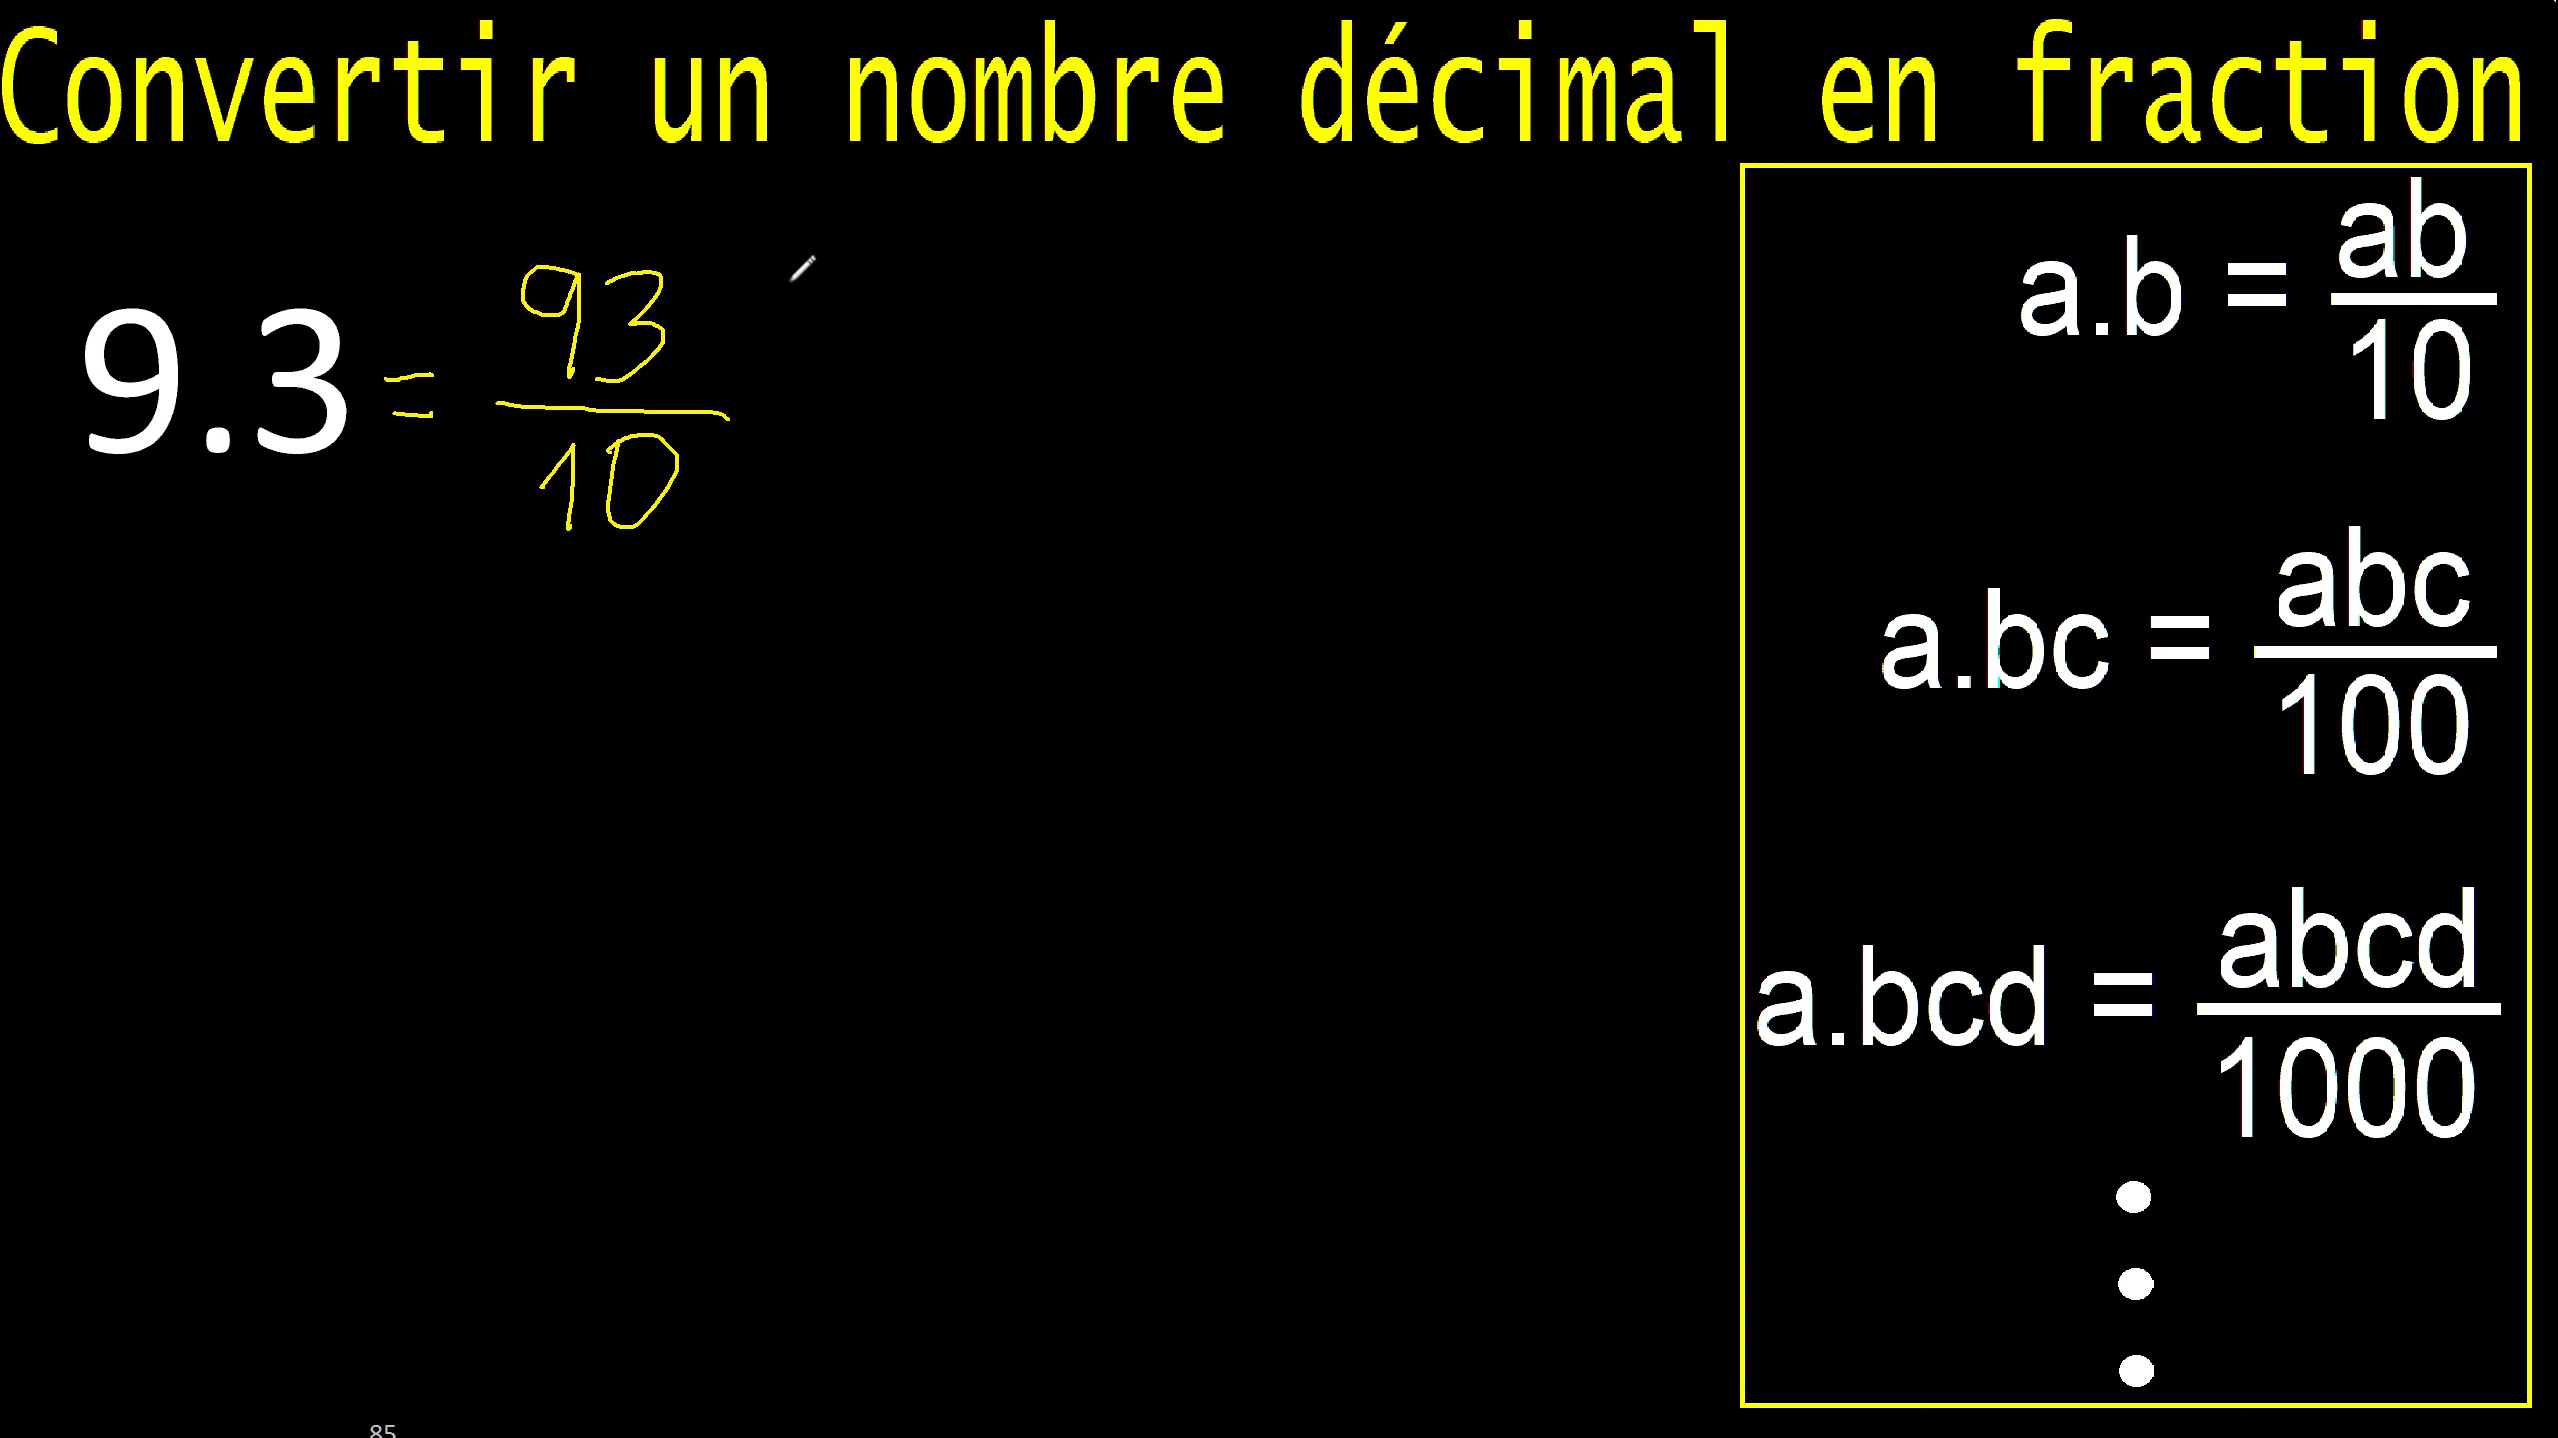 Convertir un nombre décimal en fraction
9.3 = 93/10
a.b = ab/10
a.bc = abc/100
a.bcd = abcd/1000
85